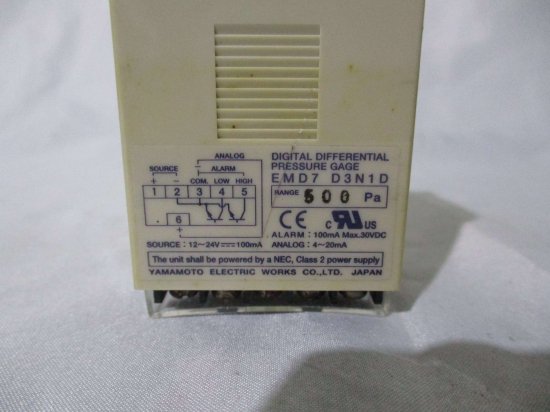 DIGITAL DIFFERENTIAL
PRESSURE GAGE
EMD7 D3N1D
RANGE 500 Pa
CE c RU US
ALARM : 100mA Max.30VDC
ANALOG : 4~20mA
ANALOG
−
SOURCE ALARM
+ − COM. LOW HIGH
1 2 3 4 5
- 6
+
SOURCE : 12~24V⎓100mA
The unit shall be powered by a NEC, Class 2 power supply
YAMAMOTO ELECTRIC WORKS CO.,LTD. JAPAN